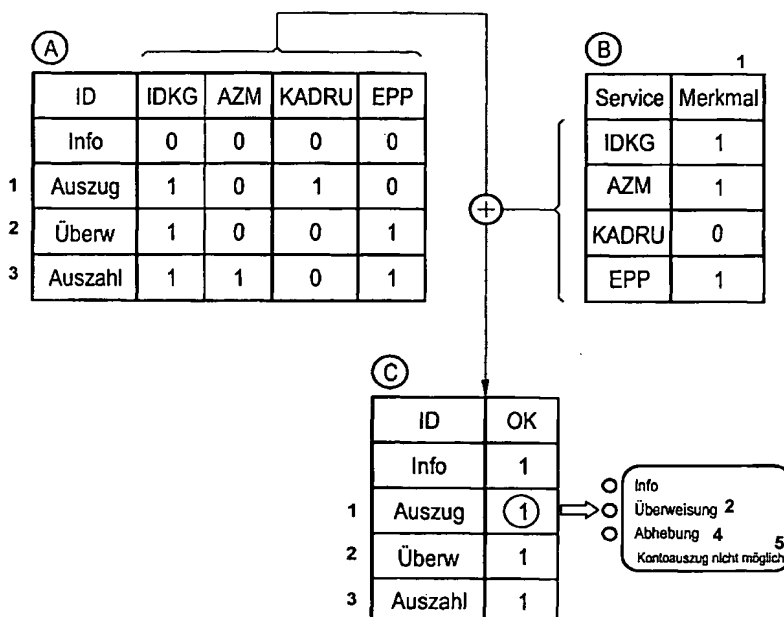 A
ID IDKG AZM KADRU EPP
Info 0 0 0 0
1 Auszug 1 0 1 0
2 Überw 1 0 0 1
3 Auszahl 1 1 0 1
B
1
Service Merkmal
IDKG 1
AZM 1
KADRU 0
EPP 1
+
C
ID OK
Info 1
1 Auszug 1
2 Überw 1
3 Auszahl 1
Info
Überweisung 2
Abhebung 4
5
Kontoauszug nicht möglich